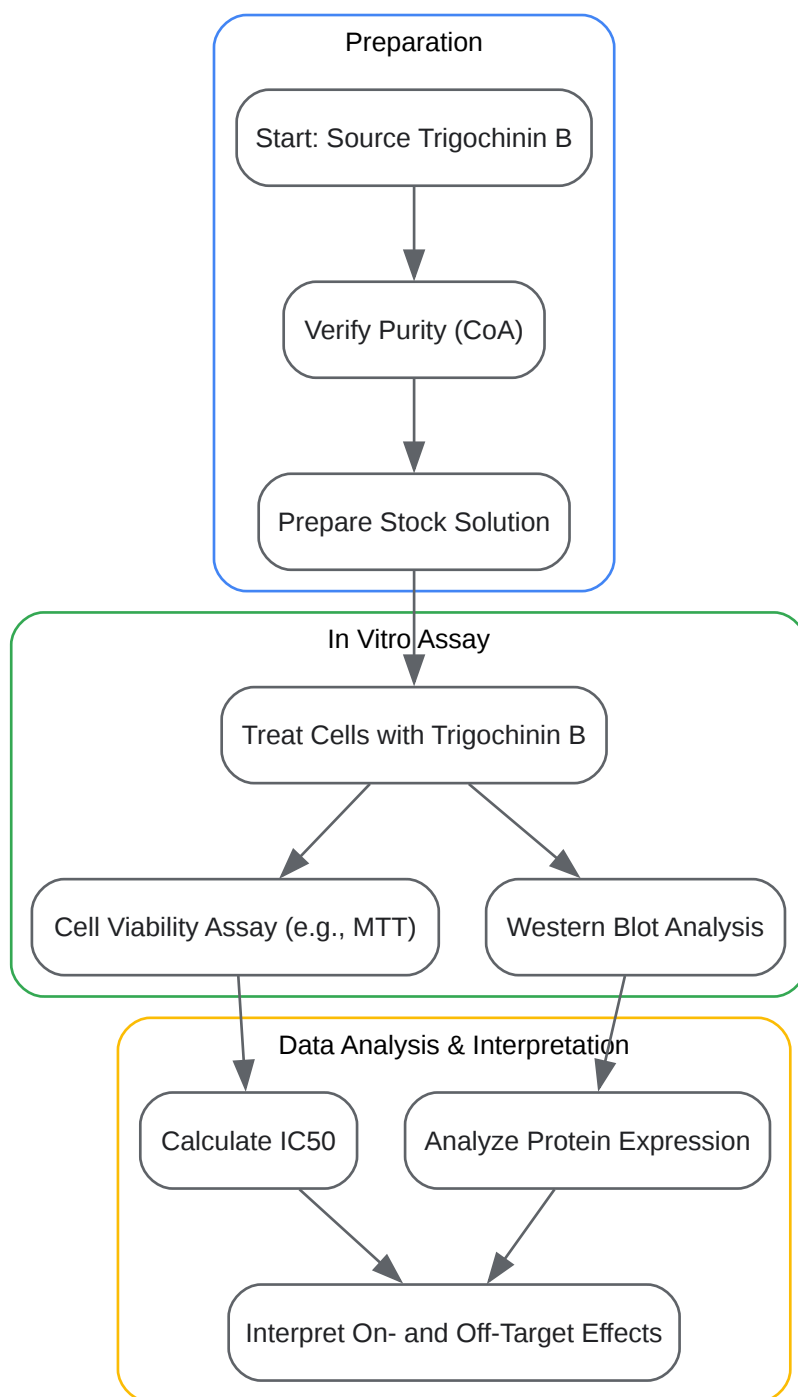 Preparation
Start: Source Trigochinin B
Verify Purity (CoA)
Prepare Stock Solution
In Vitro Assay
Treat Cells with Trigochinin B
Cell Viability Assay (e.g., MTT)
Western Blot Analysis
Data Analysis & Interpretation
Calculate IC50
Analyze Protein Expression
Interpret On- and Off-Target Effects